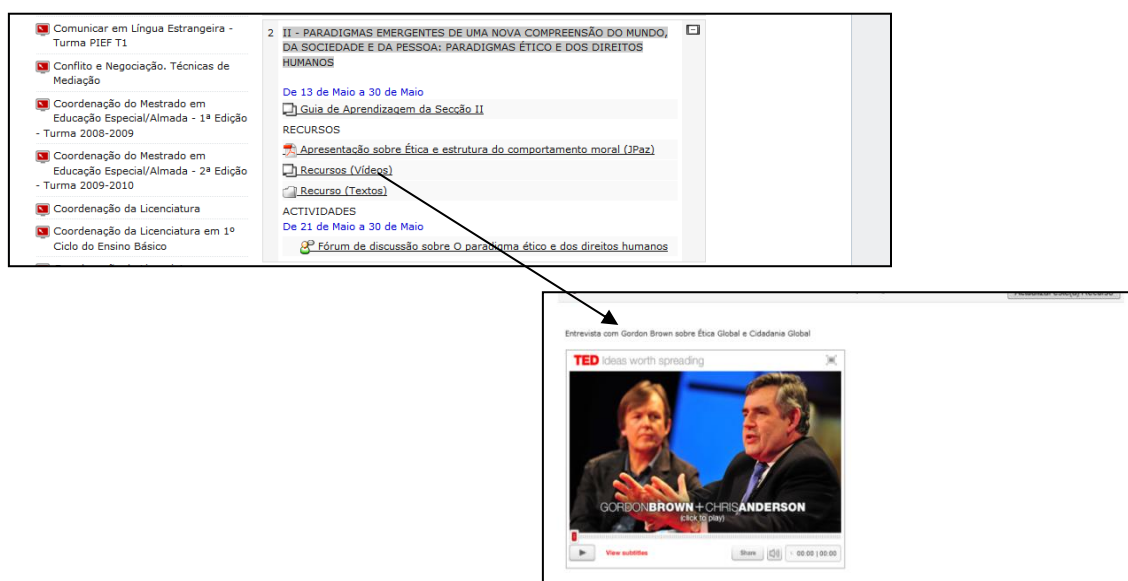 Comunicar em Língua Estrangeira -
Turma PIEF T1
Conflito e Negociação. Técnicas de
Mediação
Coordenação do Mestrado em
Educação Especial/Almada - 1ª Edição
- Turma 2008-2009
Coordenação do Mestrado em
Educação Especial/Almada - 2ª Edição
- Turma 2009-2010
Coordenação da Licenciatura
Coordenação da Licenciatura em 1º
Ciclo do Ensino Básico
2 II - PARADIGMAS EMERGENTES DE UMA NOVA COMPREENSÃO DO MUNDO,
DA SOCIEDADE E DA PESSOA: PARADIGMAS ÉTICO E DOS DIREITOS
HUMANOS
De 13 de Maio a 30 de Maio
Guia de Aprendizagem da Secção II
RECURSOS
Apresentação sobre Ética e estrutura do comportamento moral (JPaz)
Recursos (Vídeos)
Recurso (Textos)
ACTIVIDADES
De 21 de Maio a 30 de Maio
Fórum de discussão sobre O paradigma ético e dos direitos humanos
Entrevista com Gordon Brown sobre Ética Global e Cidadania Global
TED Ideas worth spreading
GORDONBROWN+CHRISANDERSON
(click to play)
View subtitles
Share
00:00 | 00:00